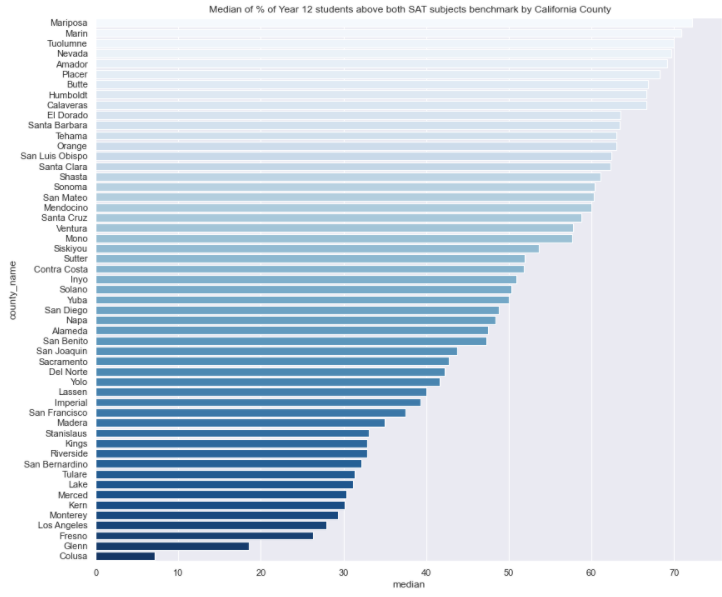 Median of % of Year 12 students above both SAT subjects benchmark by California County
Mariposa
Marin
Tuolumne
Nevada
Amador
Placer
Butte
Humboldt
Calaveras
El Dorado
Santa Barbara
Tehama
Orange
San Luis Obispo
Santa Clara
Shasta
Sonoma
San Mateo
Mendocino
Santa Cruz
Ventura
Mono
Siskiyou
Sutter
Contra Costa
Inyo
Solano
Yuba
San Diego
Napa
Alameda
San Benito
San Joaquin
Sacramento
Del Norte
Yolo
Lassen
Imperial
San Francisco
Madera
Stanislaus
Kings
Riverside
San Bernardino
Tulare
Lake
Merced
Kern
Monterey
Los Angeles
Fresno
Glenn
Colusa
county_name
0 10 20 30 40 50 60 70
median